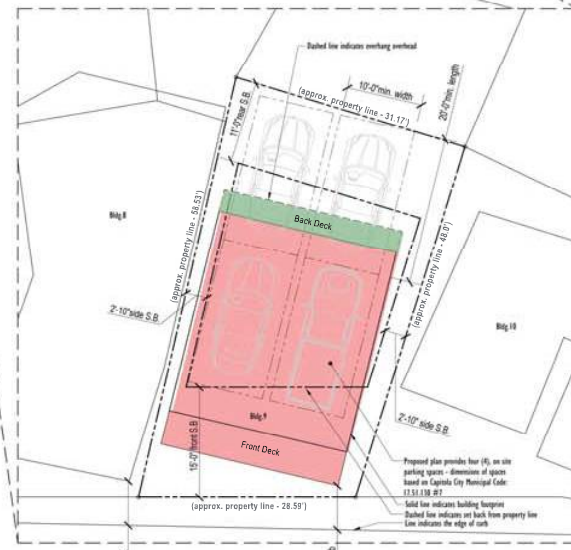 Dashed line indicates overhang overhead
10'-0"min. width
(approx. property line - 31.17')
20'-0"min. length
11'-0"rear S.B.
Back Deck
Bldg.8
(approx. property line - 58.53')
(approx. property line - 48.0')
2'-10"side S.B.
Bldg.10
Bldg.9
2'-10" side S.B.
15'-0"front S.B.
Front Deck
Proposed plan provides four (4), on site
parking spaces - dimensions of spaces
based on Capitola City Municipal Code:
17.51.130 #7
Solid line indicates building footprint
Dashed line indicates set back from property line
Line indicates the edge of curb
(approx. property line - 28.59')